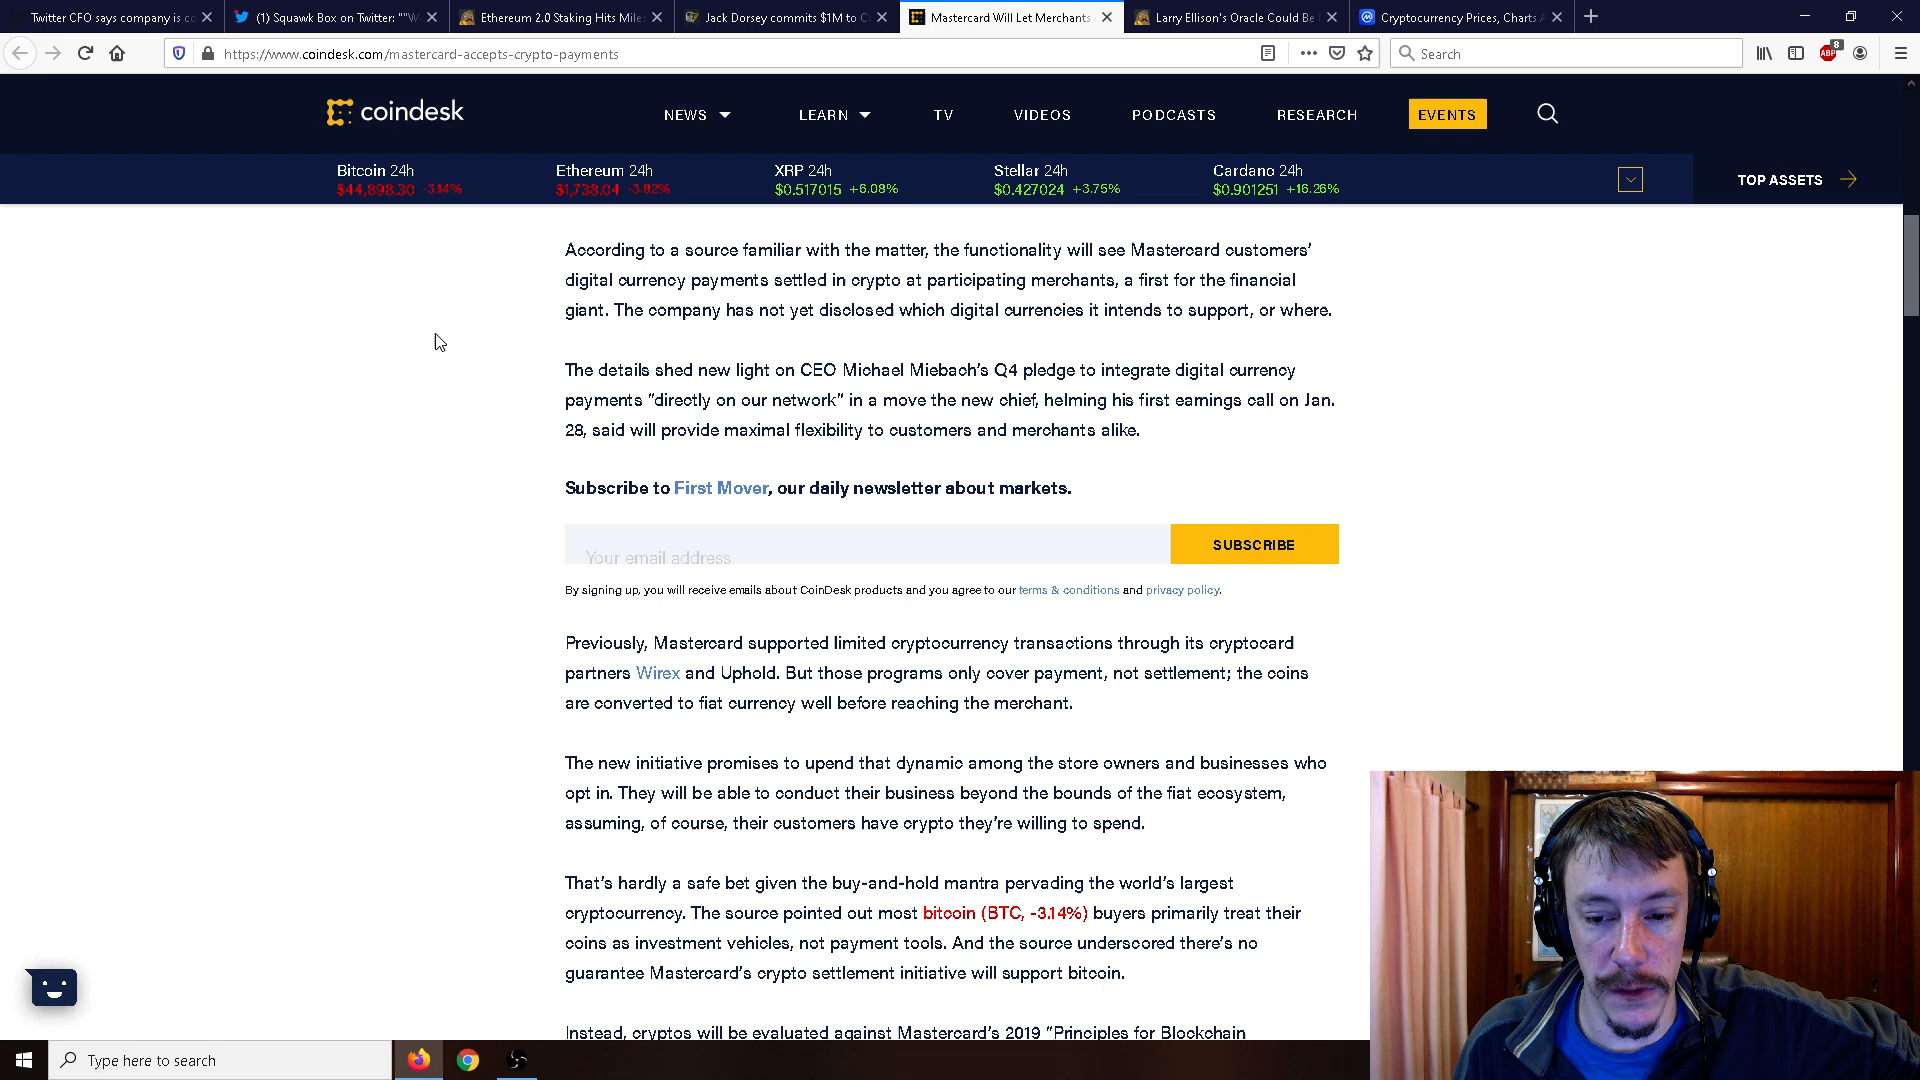 Twitter CFO says company is co
(1) Squawk Box on Twitter: ""W
Ethereum 2.0 Staking Hits Miles
Jack Dorsey commits $1M to C
Mastercard Will Let Merchants
Larry Ellison's Oracle Could Be
Cryptocurrency Prices, Charts A
https://www.coindesk.com/mastercard-accepts-crypto-payments
Search
ABP
8
coindesk
NEWS
LEARN
TV
VIDEOS
PODCASTS
RESEARCH
EVENTS
Bitcoin 24h
$44,898.30 -3.14%
Ethereum 24h
$1,738.04 -3.92%
XRP 24h
$0.517015 +6.08%
Stellar 24h
$0.427024 +3.75%
Cardano 24h
$0.901251 +16.26%
TOP ASSETS
According to a source familiar with the matter, the functionality will see Mastercard customers’
digital currency payments settled in crypto at participating merchants, a first for the financial
giant. The company has not yet disclosed which digital currencies it intends to support, or where.
The details shed new light on CEO Michael Miebach’s Q4 pledge to integrate digital currency
payments “directly on our network” in a move the new chief, helming his first earnings call on Jan.
28, said will provide maximal flexibility to customers and merchants alike.
Subscribe to First Mover, our daily newsletter about markets.
Your email address
SUBSCRIBE
By signing up, you will receive emails about CoinDesk products and you agree to our terms & conditions and privacy policy.
Previously, Mastercard supported limited cryptocurrency transactions through its cryptocard
partners Wirex and Uphold. But those programs only cover payment, not settlement; the coins
are converted to fiat currency well before reaching the merchant.
The new initiative promises to upend that dynamic among the store owners and businesses who
opt in. They will be able to conduct their business beyond the bounds of the fiat ecosystem,
assuming, of course, their customers have crypto they’re willing to spend.
That’s hardly a safe bet given the buy-and-hold mantra pervading the world’s largest
cryptocurrency. The source pointed out most bitcoin (BTC, -3.14%) buyers primarily treat their
coins as investment vehicles, not payment tools. And the source underscored there’s no
guarantee Mastercard’s crypto settlement initiative will support bitcoin.
Instead, cryptos will be evaluated against Mastercard’s 2019 “Principles for Blockchain
Type here to search